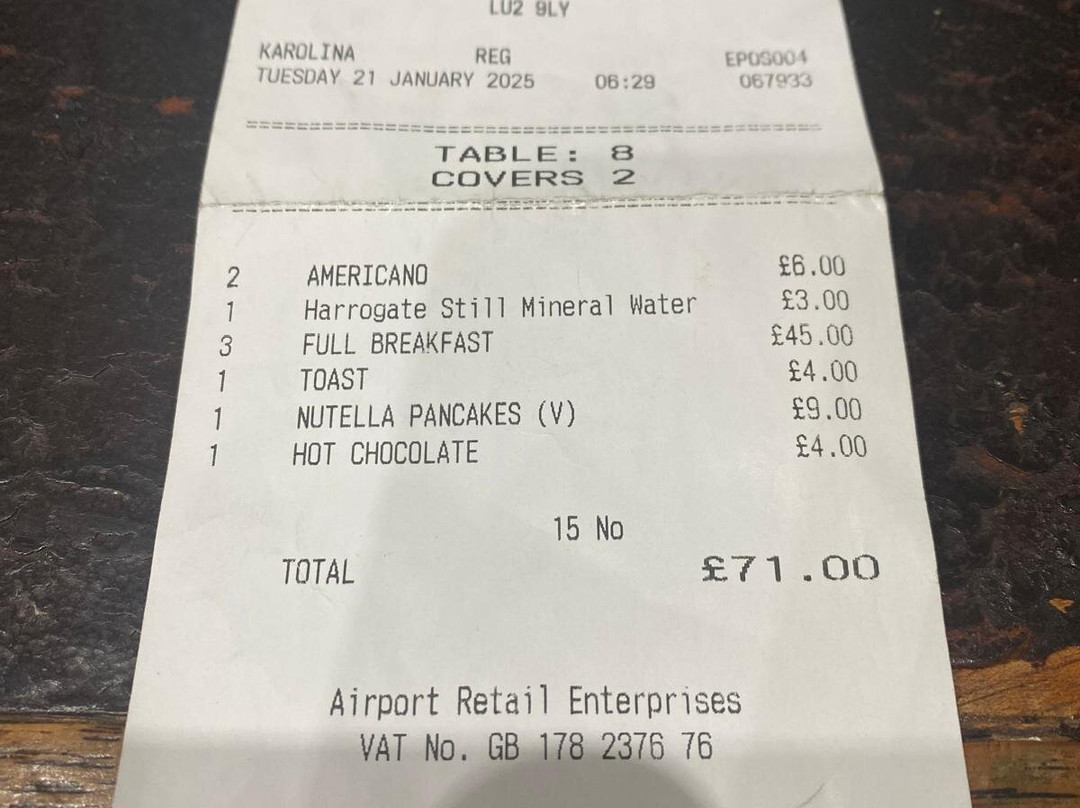 LU2 9LY
KAROLINA REG EPOS004
TUESDAY 21 JANUARY 2025 06:29 067933
TABLE: 8
COVERS 2
2 AMERICANO £6.00
1 Harrogate Still Mineral Water £3.00
3 FULL BREAKFAST £45.00
1 TOAST £4.00
1 NUTELLA PANCAKES (V) £9.00
1 HOT CHOCOLATE £4.00
15 No
TOTAL £71.00
Airport Retail Enterprises
VAT No. GB 178 2376 76